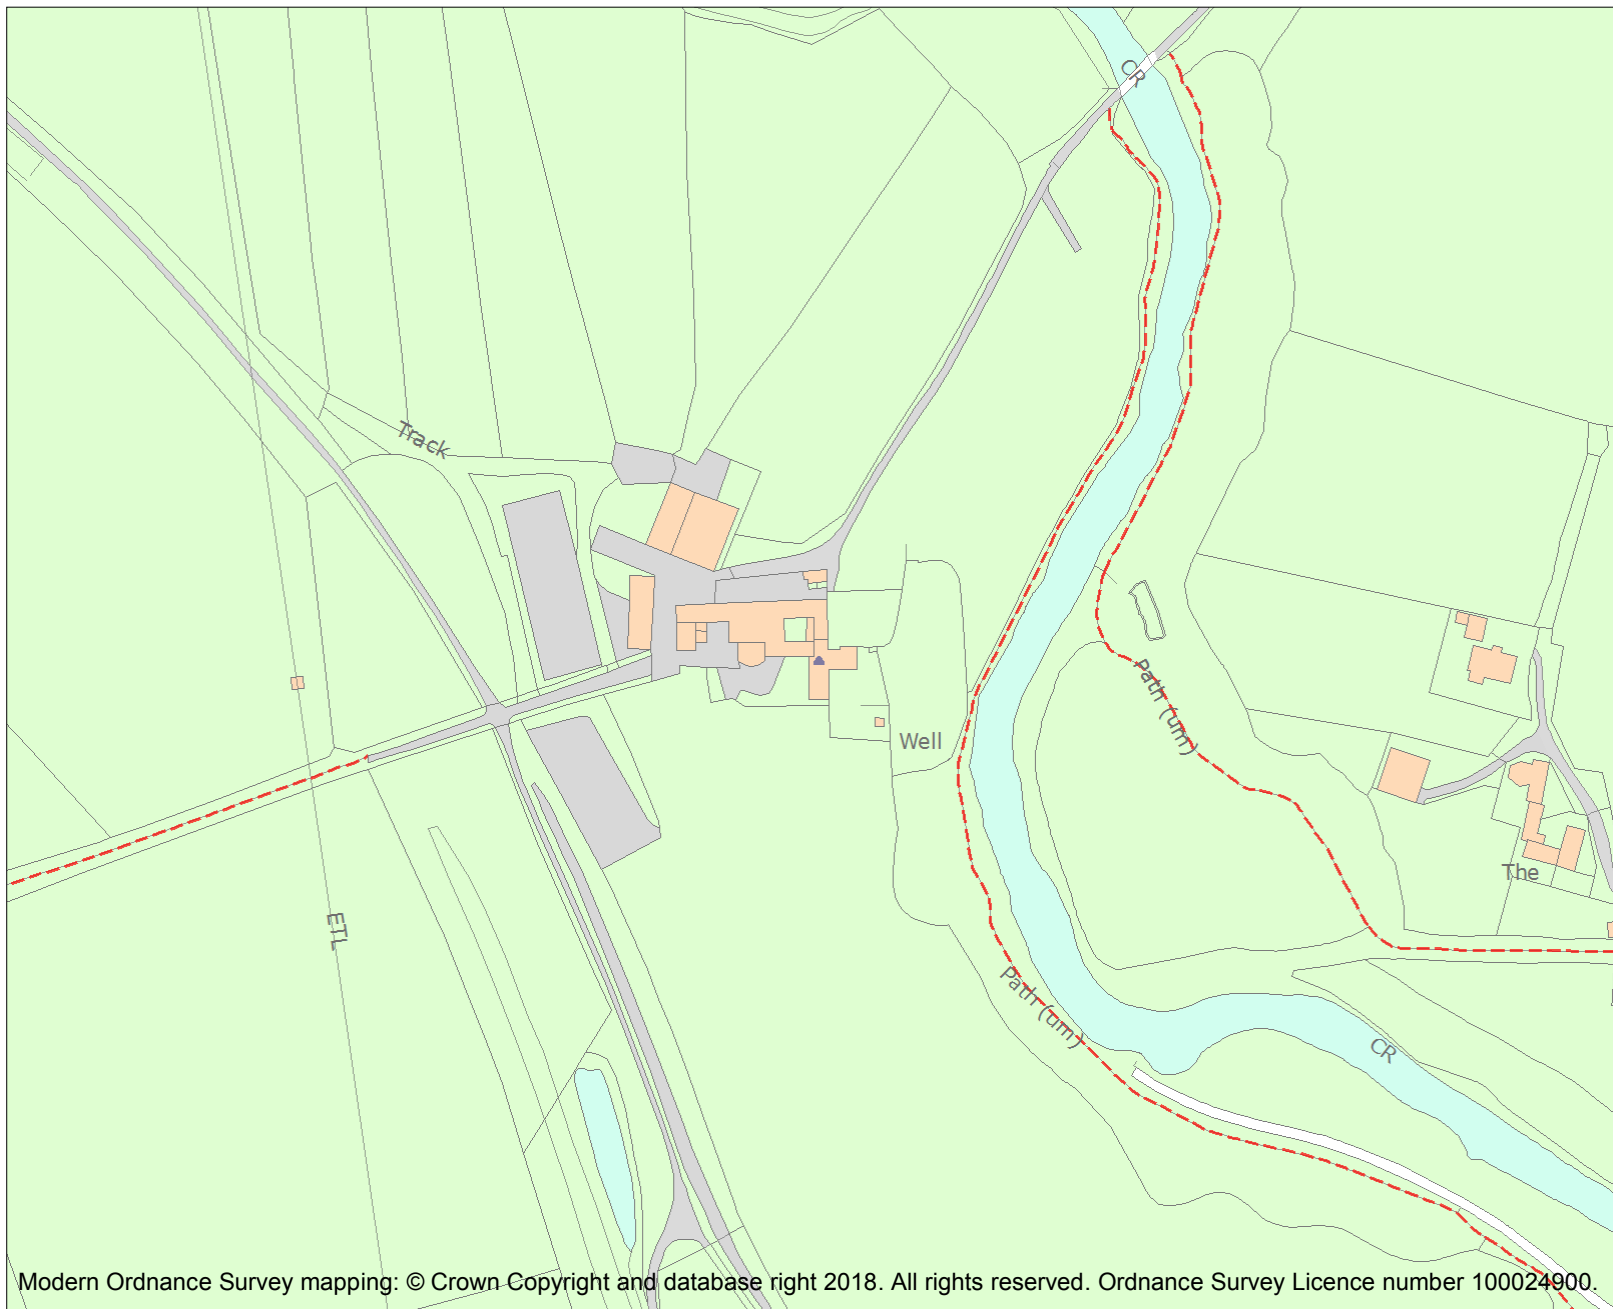 CR
Track
Path (um)
Well
The
ETL
Path (um)
CR
Modern Ordnance Survey mapping: © Crown Copyright and database right 2018. All rights reserved. Ordnance Survey Licence number 100024900.